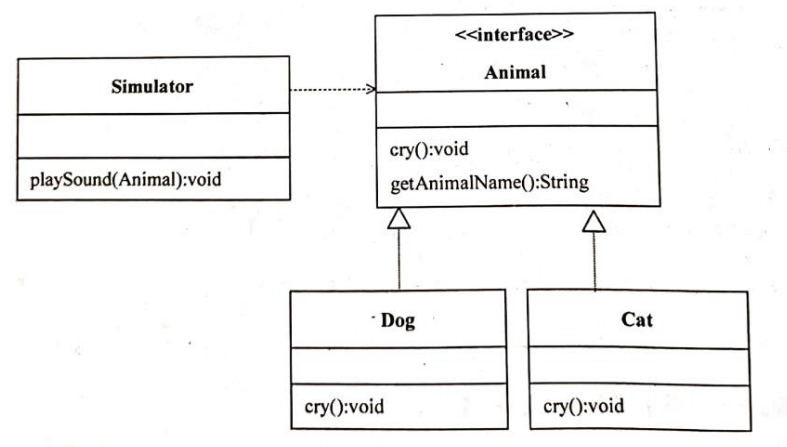 Simulator
playSound(Animal):void
<<interface>>
Animal
cry():void
getAnimalName():String
Dog
cry():void
Cat
cry():void